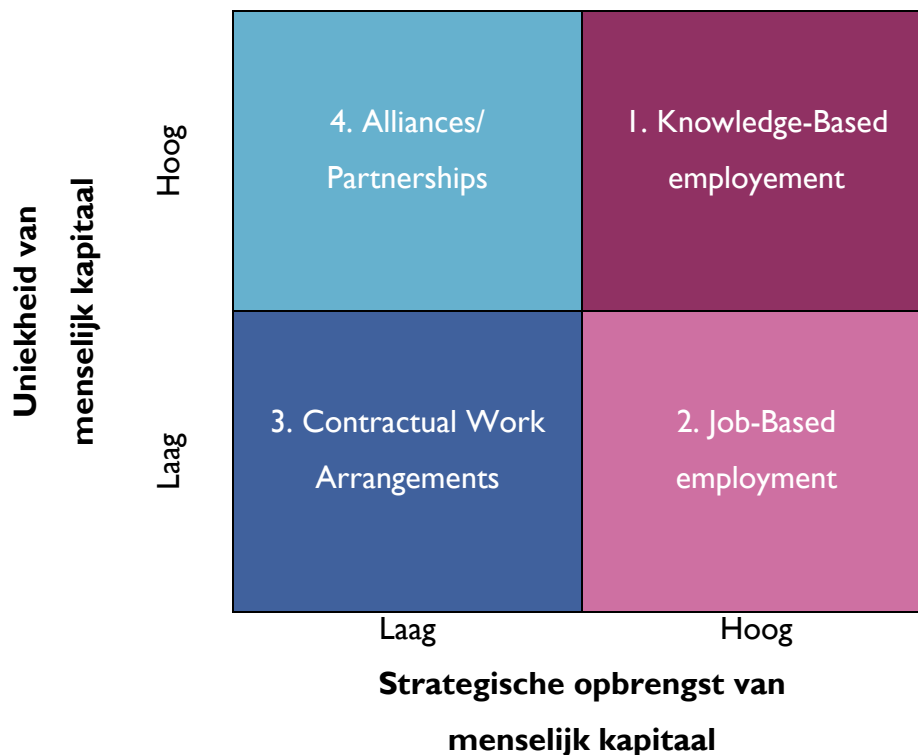 Uniekheid van
menselijk kapitaal
Hoog
Laag
4. Alliances/
Partnerships
1. Knowledge-Based
employement
3. Contractual Work
Arrangements
2. Job-Based
employment
Laag
Hoog
Strategische opbrengst van
menselijk kapitaal